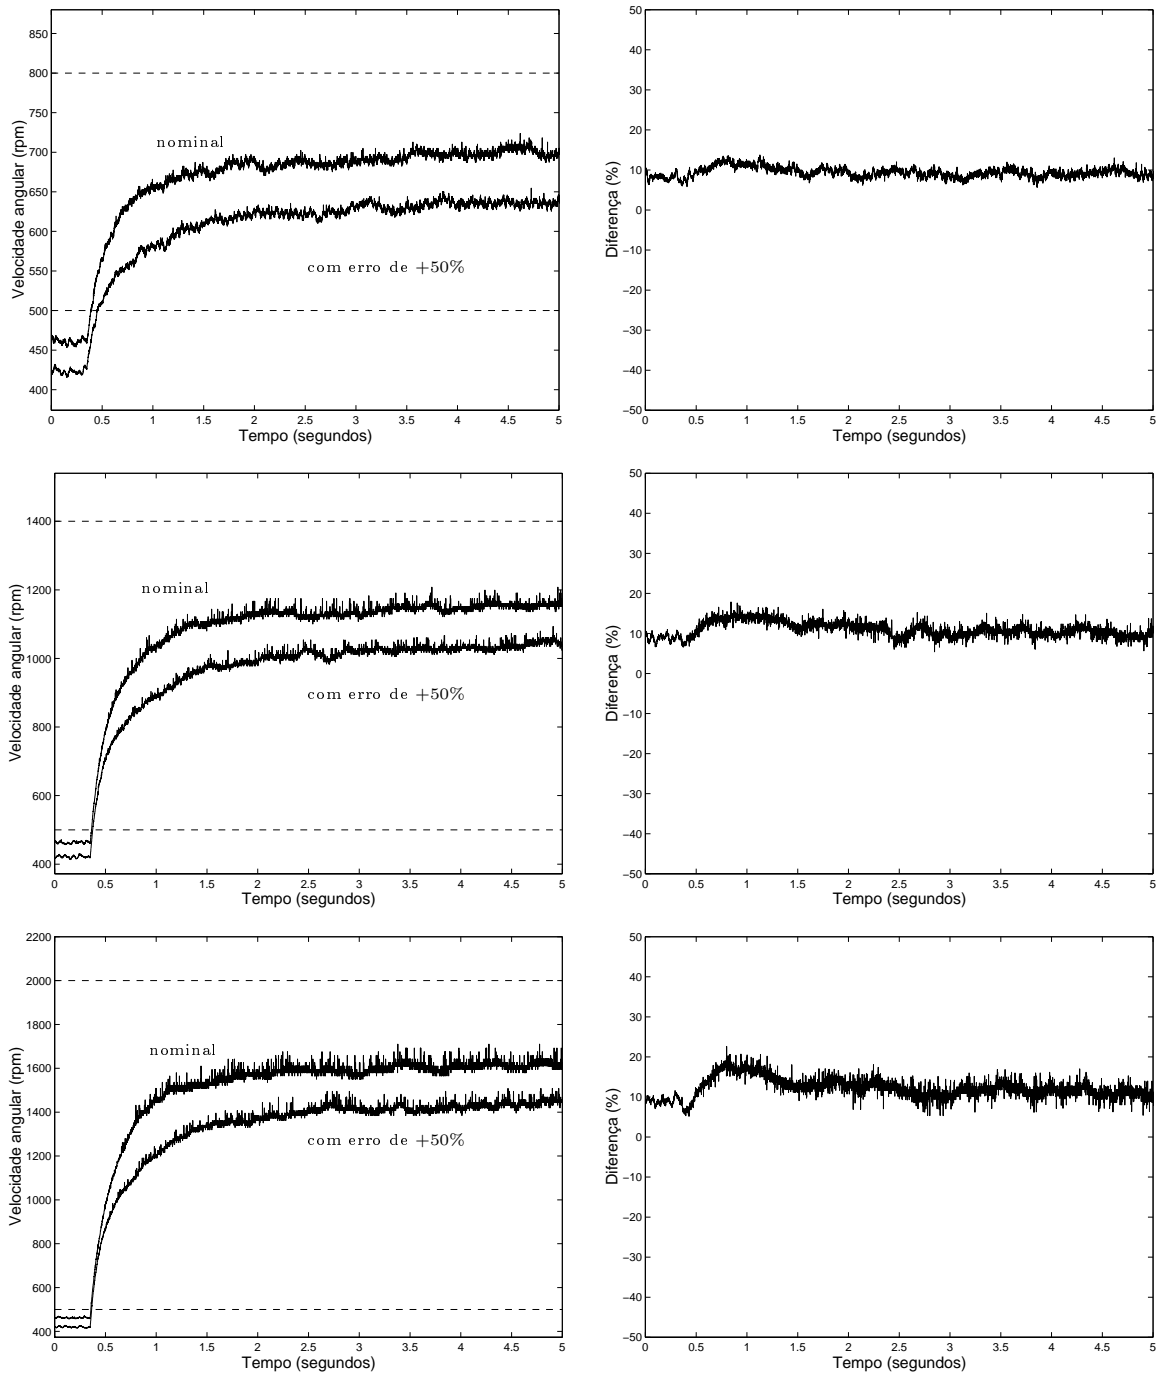 850
800
750
700
650
600
550
500
450
400
Velocidade angular (rpm)
nominal
com erro de +50%
0 0.5 1 1.5 2 2.5 3 3.5 4 4.5 5
Tempo (segundos)
50
40
30
20
10
0
−10
−20
−30
−40
−50
Diferença (%)
0 0.5 1 1.5 2 2.5 3 3.5 4 4.5 5
Tempo (segundos)
1400
1200
1000
800
600
400
Velocidade angular (rpm)
nominal
com erro de +50%
0 0.5 1 1.5 2 2.5 3 3.5 4 4.5 5
Tempo (segundos)
50
40
30
20
10
0
−10
−20
−30
−40
−50
Diferença (%)
0 0.5 1 1.5 2 2.5 3 3.5 4 4.5 5
Tempo (segundos)
2200
2000
1800
1600
1400
1200
1000
800
600
400
Velocidade angular (rpm)
nominal
com erro de +50%
0 0.5 1 1.5 2 2.5 3 3.5 4 4.5 5
Tempo (segundos)
50
40
30
20
10
0
−10
−20
−30
−40
−50
Diferença (%)
0 0.5 1 1.5 2 2.5 3 3.5 4 4.5 5
Tempo (segundos)